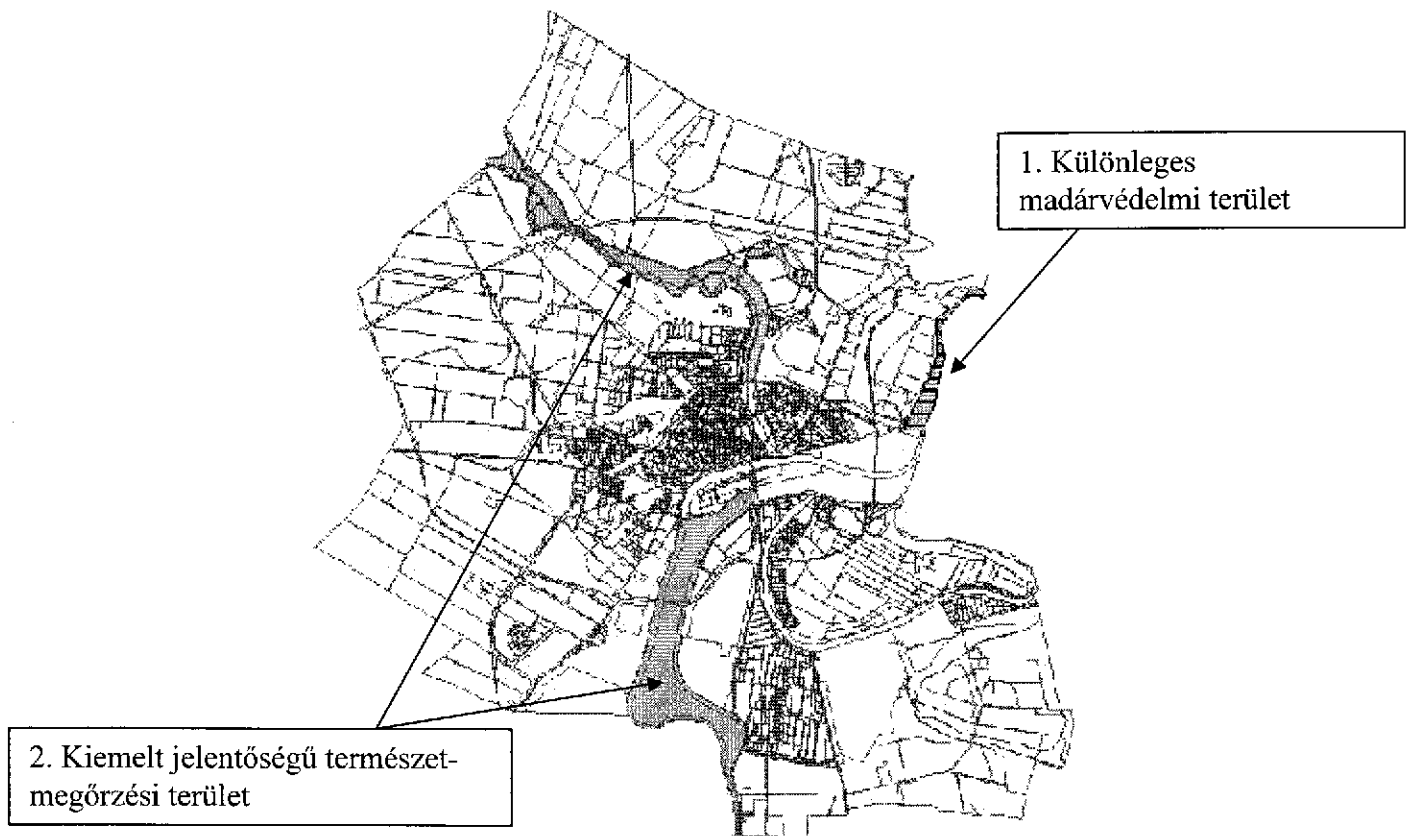 1. Különleges
madárvédelmi terület
2. Kiemelt jelentőségű természet-
megőrzési terület